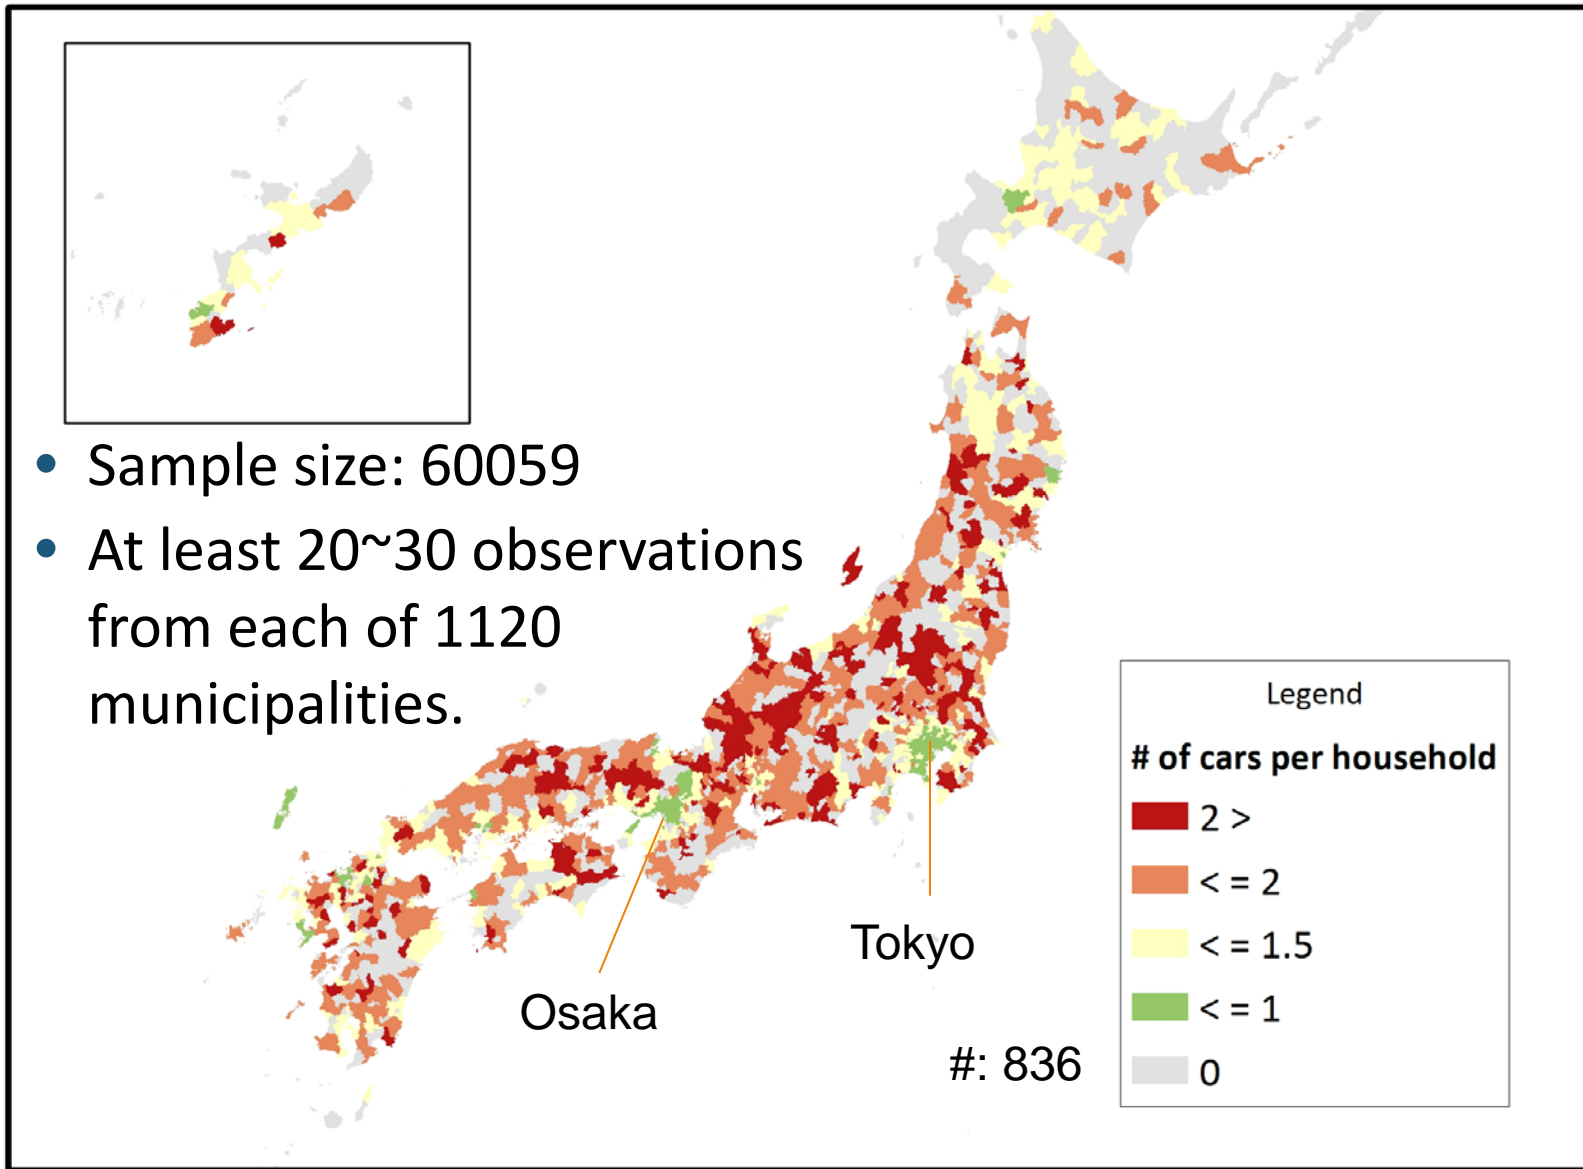 • Sample size: 60059
• At least 20~30 observations
from each of 1120
municipalities.
Tokyo
Osaka
#: 836
Legend
# of cars per household
2 >
< = 2
< = 1.5
< = 1
0